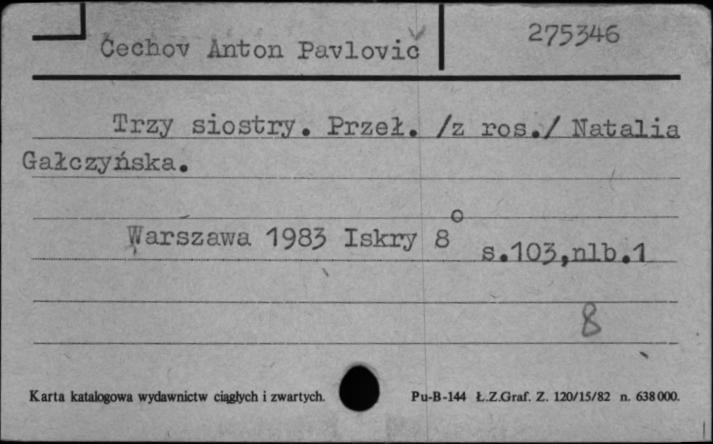 Čechov Anton Pavlovič 275346
Trzy siostry. Przeł. /z ros./ Natalia
Gałczyńska.
Warszawa 1983 Iskry 8° s.103,nlb.1
8
Karta katalogowa wydawnictw ciągłych i zwartych. Pu-B-144 Ł.Z.Graf. Z. 120/15/82 n. 638000.